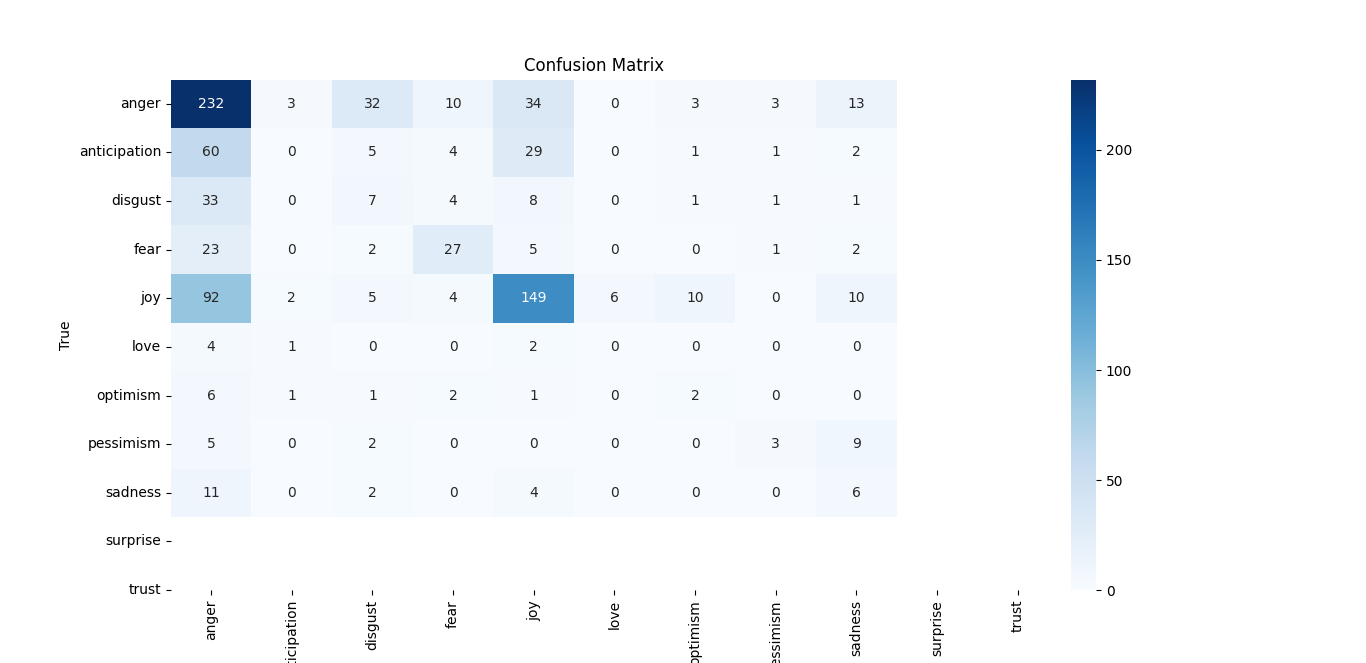 Confusion Matrix
anger 232 3 32 10 34 0 3 3 13
anticipation 60 0 5 4 29 0 1 1 2
disgust 33 0 7 4 8 0 1 1 1
fear 23 0 2 27 5 0 0 1 2
joy 92 2 5 4 149 6 10 0 10
love 4 1 0 0 2 0 0 0 0
optimism 6 1 1 2 1 0 2 0 0
pessimism 5 0 2 0 0 0 0 3 9
sadness 11 0 2 0 4 0 0 0 6
surprise
trust
True
anger icipation disgust fear joy love optimism essimism sadness surprise trust
200
150
100
50
0